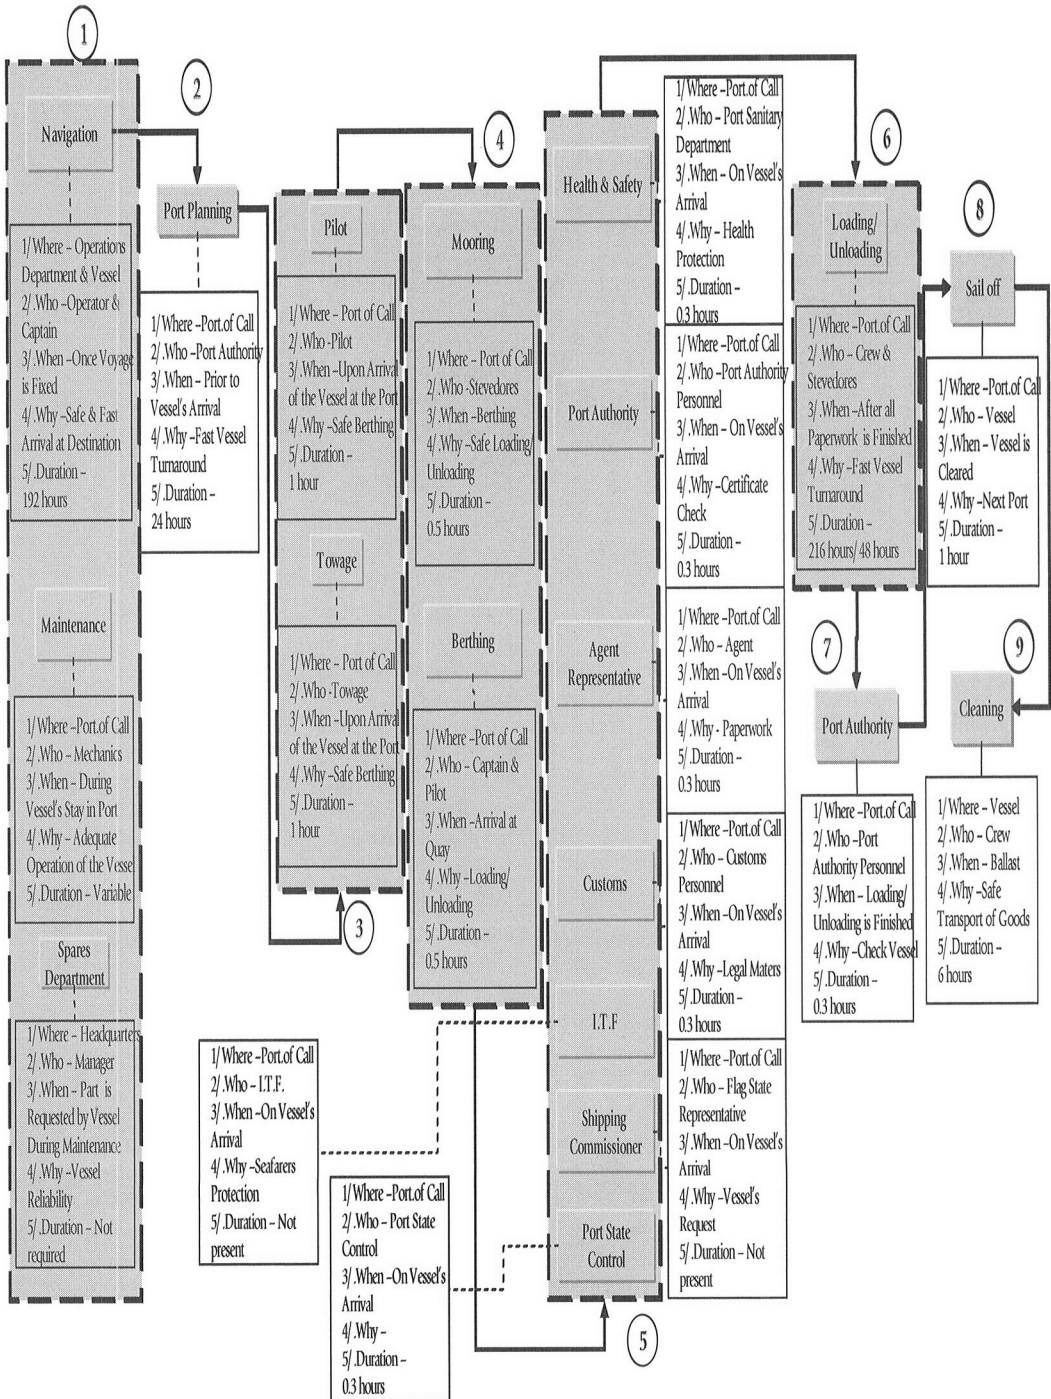 1
Navigation
1/ Where – Operations
Department & Vessel
2/ .Who –Operator &
Captain
3/ .When –Once Voyage
is Fixed
4/ .Why –Safe & Fast
Arrival at Destination
5/ .Duration –
192 hours
Maintenance
1/ Where –Port.of Call
2/ .Who – Mechanics
3/ .When – During
Vessel's Stay in Port
4/ .Why – Adequate
Operation of the Vessel
5/ .Duration – Variable
Spares
Department
1/ Where – Headquarters
2/ .Who – Manager
3/ .When – Part is
Requested by Vessel
During Maintenance
4/ .Why –Vessel
Reliability
5/ .Duration – Not
required
2
Port Planning
1/ Where –Port.of Call
2/ .Who –Port Authority
3/ .When – Prior to
Vessel's Arrival
4/ .Why –Fast Vessel
Turnaround
5/ .Duration –
24 hours
3
Pilot
1/ Where – Port of Call
2/ .Who -Pilot
3/ .When –Upon Arrival
of the Vessel at the Port
4/ .Why –Safe Berthing
5/ .Duration –
1 hour
Towage
1/ Where – Port of Call
2/ .Who -Towage
3/ .When –Upon Arrival
of the Vessel at the Port
4/ .Why –Safe Berthing
5/ .Duration –
1 hour
4
Mooring
1/ Where – Port of Call
2/ .Who -Stevedores
3/ .When –Berthing
4/ .Why –Safe Loading/
Unloading
5/ .Duration –
0.5 hours
Berthing
1/ Where –Port of Call
2/ .Who – Captain &
Pilot
3/ .When –Arrival at
Quay
4/ .Why –Loading/
Unloading
5/ .Duration –
0.5 hours
5
Health & Safety
1/ Where –Port.of Call
2/ .Who – Port Sanitary
Department
3/ .When – On Vessel's
Arrival
4/ .Why – Health
Protection
5/ .Duration –
0.3 hours
Port Authority
1/ Where –Port.of Call
2/ .Who –Port Authority
Personnel
3/ .When – On Vessel's
Arrival
4/ .Why –Certificate
Check
5/ .Duration –
0.3 hours
Agent
Representative
1/ Where –Port.of Call
2/ .Who – Agent
3/ .When –On Vessel's
Arrival
4/ .Why - Paperwork
5/ .Duration –
0.3 hours
Customs
1/ Where –Port.of Call
2/ .Who – Customs
Personnel
3/ .When –On Vessel's
Arrival
4/ .Why –Legal Maters
5/ .Duration –
0.3 hours
I.T.F
1/ Where –Port.of Call
2/ .Who – I.T.F.
3/ .When –On Vessel's
Arrival
4/ .Why –Seafarers
Protection
5/ .Duration – Not
present
Shipping
Commissioner
1/ Where –Port.of Call
2/ .Who – Flag State
Representative
3/ .When –On Vessel's
Arrival
4/ .Why –Vessel's
Request
5/ .Duration – Not
present
Port State
Control
1/ Where –Port.of Call
2/ .Who – Port State
Control
3/ .When –On Vessel's
Arrival
4/ .Why –
5/ .Duration –
0.3 hours
6
Loading/
Unloading
1/ Where –Port.of Call
2/ .Who – Crew &
Stevedores
3/ .When –After all
Paperwork is Finished
4/ .Why –Fast Vessel
Turnaround
5/ .Duration –
216 hours/ 48 hours
7
Port Authority
1/ Where –Port.of Call
2/ .Who –Port
Authority Personnel
3/ .When – Loading/
Unloading is Finished
4/ .Why –Check Vessel
5/ .Duration –
0.3 hours
8
Sail off
1/ Where –Port.of Call
2/ .Who – Vessel
3/ .When – Vessel is
Cleared
4/ .Why –Next Port
5/ .Duration –
1 hour
9
Cleaning
1/ Where – Vessel
2/ .Who – Crew
3/ .When – Ballast
4/ .Why –Safe
Transport of Goods
5/ .Duration –
6 hours